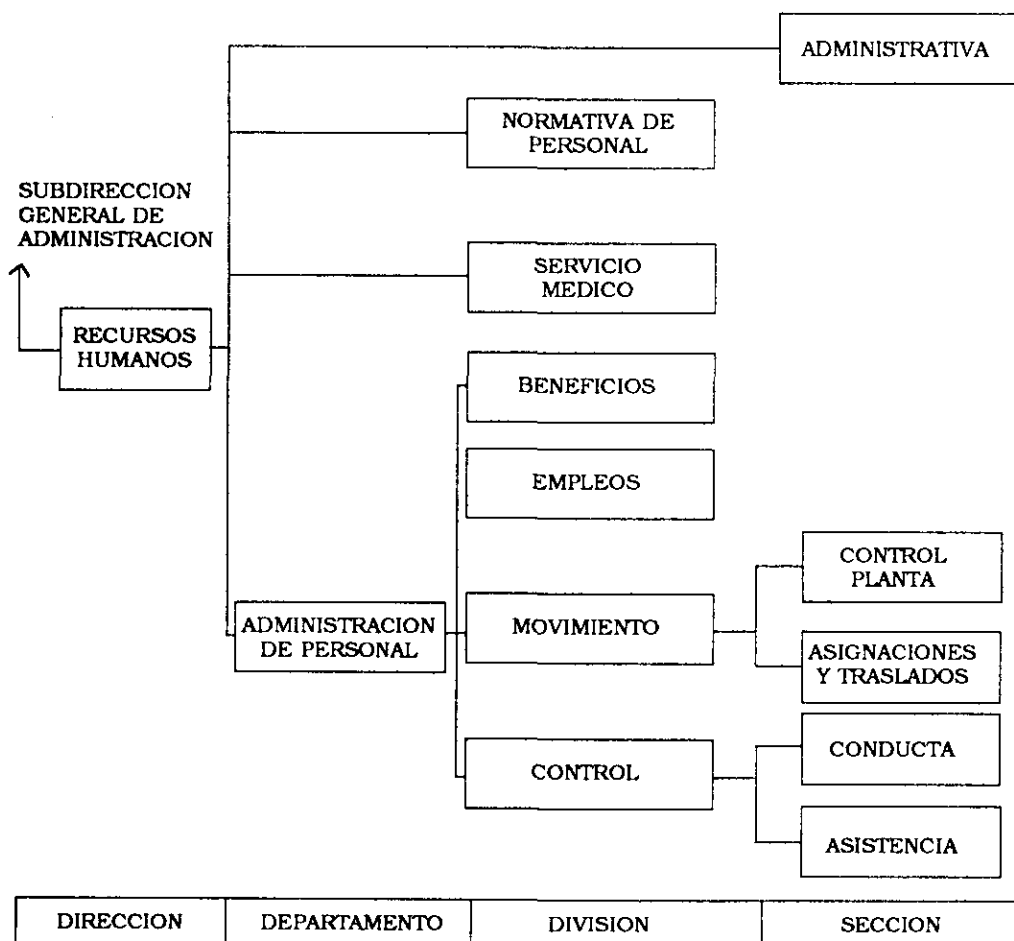 ADMINISTRATIVA
NORMATIVA DE
PERSONAL
SUBDIRECCION
GENERAL DE
ADMINISTRACION
SERVICIO
MEDICO
RECURSOS
HUMANOS
BENEFICIOS
EMPLEOS
CONTROL
PLANTA
ADMINISTRACION
DE PERSONAL
MOVIMIENTO
ASIGNACIONES
Y TRASLADOS
CONTROL
CONDUCTA
ASISTENCIA
DIRECCION DEPARTAMENTO DIVISION SECCION